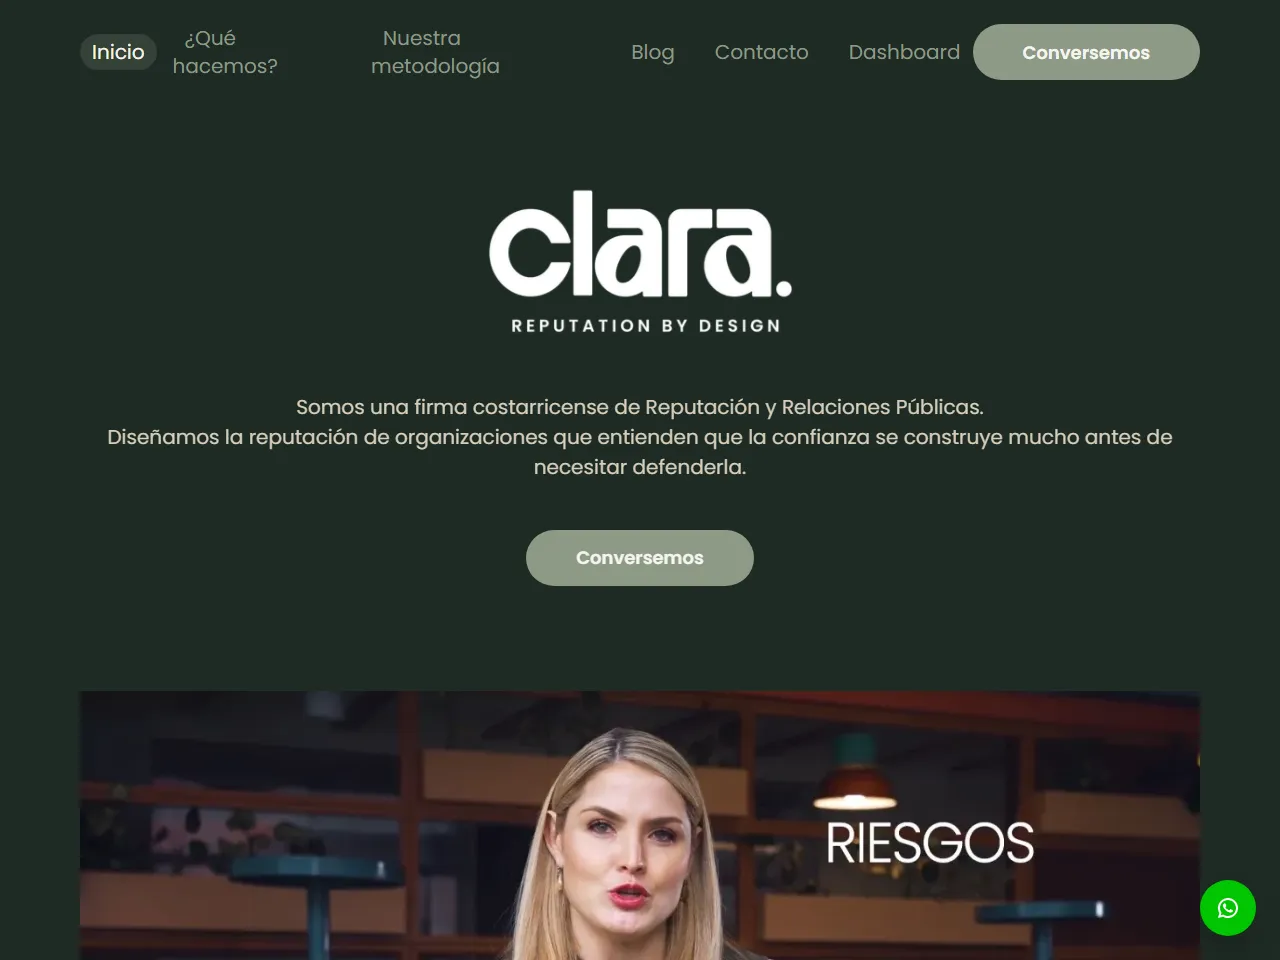 Inicio
¿Qué
hacemos?
Nuestra
metodología
Blog
Contacto
Dashboard
Conversemos
clara.
REPUTATION BY DESIGN
Somos una firma costarricense de Reputación y Relaciones Públicas.
Diseñamos la reputación de organizaciones que entienden que la confianza se construye mucho antes de
necesitar defenderla.
Conversemos
RIESGOS